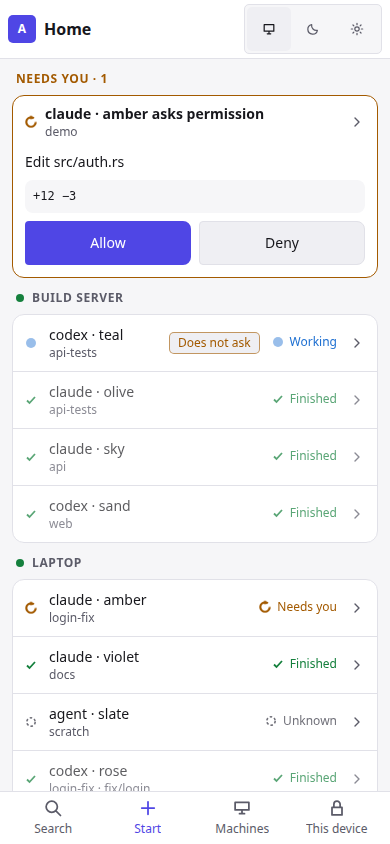 A Home
NEEDS YOU · 1
claude · amber asks permission
demo
Edit src/auth.rs
+12 −3
Allow Deny
BUILD SERVER
codex · teal
api-tests
Does not ask
Working
claude · olive
api-tests
Finished
claude · sky
api
Finished
codex · sand
web
Finished
LAPTOP
claude · amber
login-fix
Needs you
claude · violet
docs
Finished
agent · slate
scratch
Unknown
codex · rose
login-fix · fix/login
Finished
Search Start Machines This device